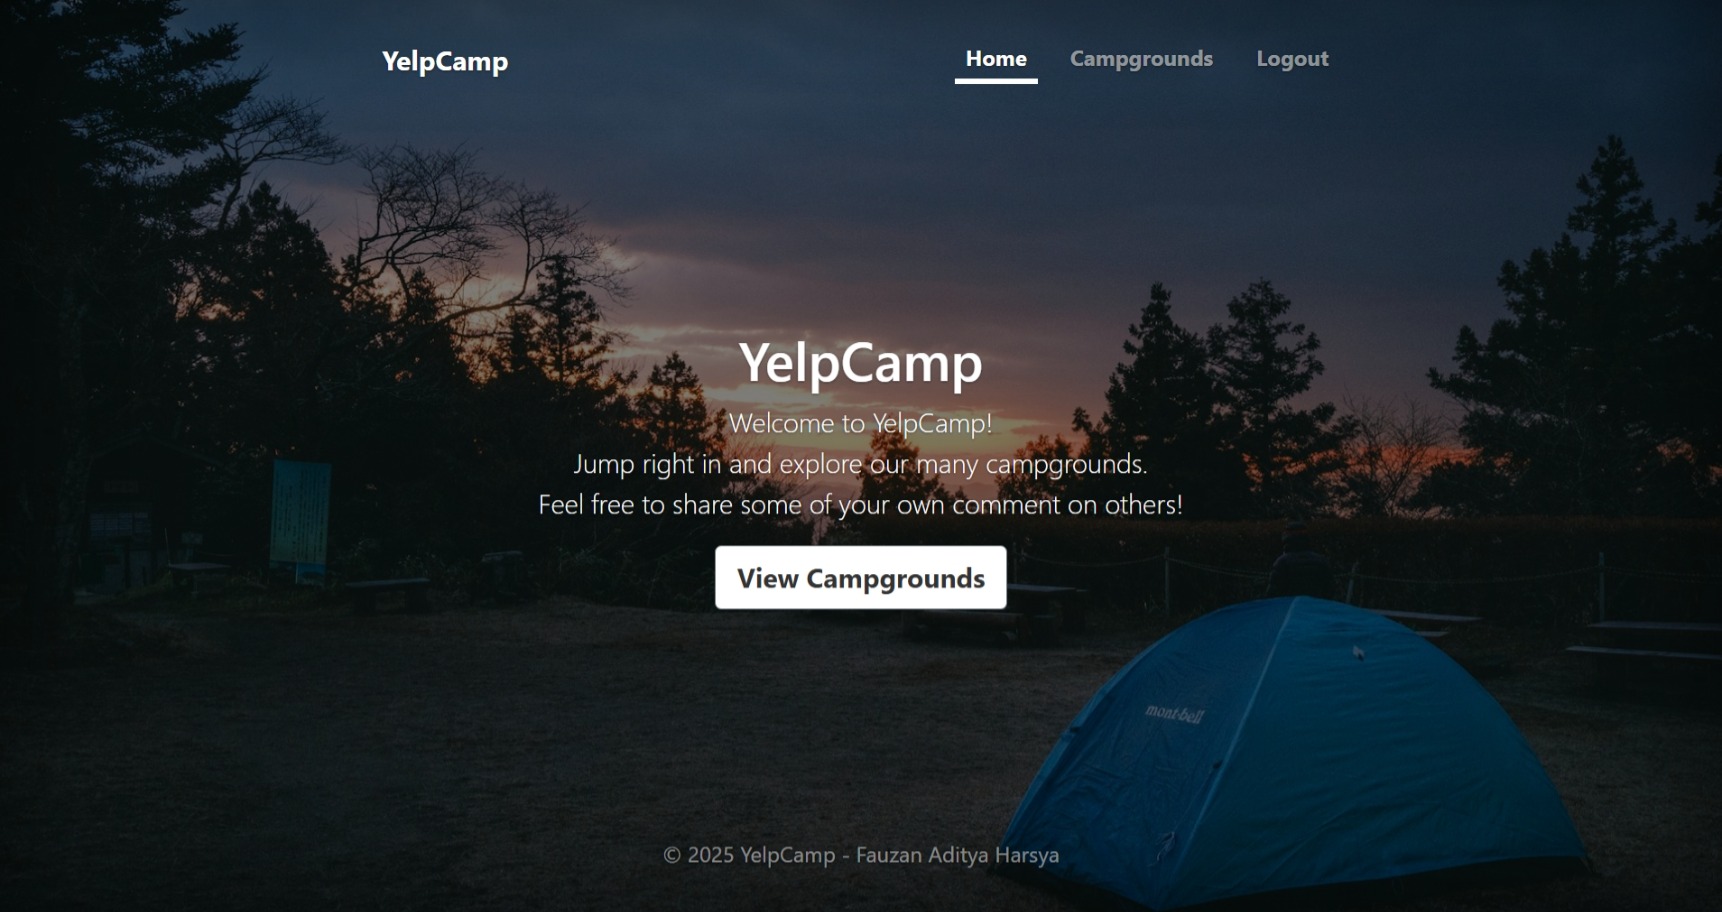 YelpCamp
Home Campgrounds Logout
YelpCamp
Welcome to YelpCamp!
Jump right in and explore our many campgrounds.
Feel free to share some of your own comment on others!
View Campgrounds
mont-bell
© 2025 YelpCamp - Fauzan Aditya Harsya